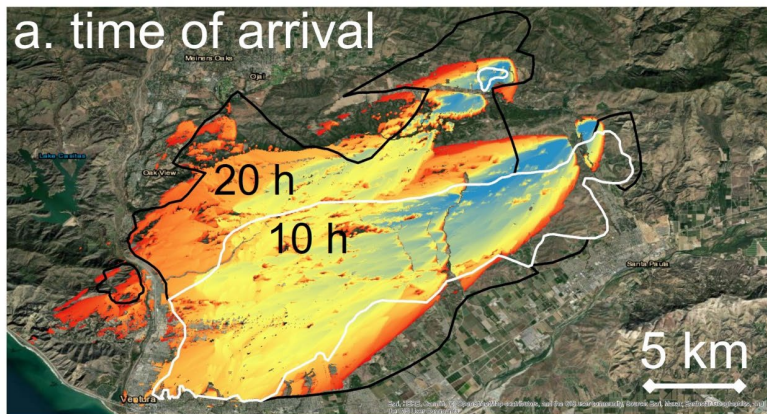 a. time of arrival
Meiners Oaks
Ojai
Lake Casitas
Oak View
20 h
10 h
Santa Paula
5 km
Ventura